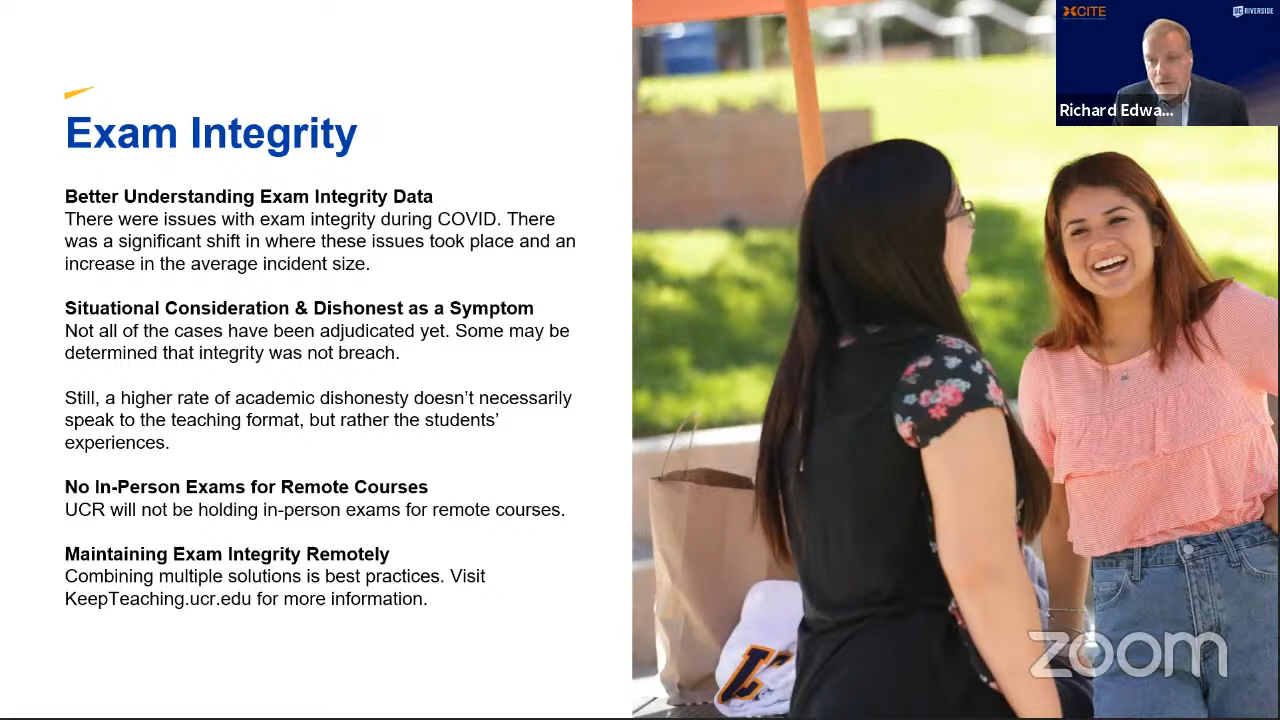 XCITE
UC RIVERSIDE
Richard Edwa...
Exam Integrity
Better Understanding Exam Integrity Data
There were issues with exam integrity during COVID. There
was a significant shift in where these issues took place and an
increase in the average incident size.
Situational Consideration & Dishonest as a Symptom
Not all of the cases have been adjudicated yet. Some may be
determined that integrity was not breach.
Still, a higher rate of academic dishonesty doesn’t necessarily
speak to the teaching format, but rather the students’
experiences.
No In-Person Exams for Remote Courses
UCR will not be holding in-person exams for remote courses.
Maintaining Exam Integrity Remotely
Combining multiple solutions is best practices. Visit
KeepTeaching.ucr.edu for more information.
zoom